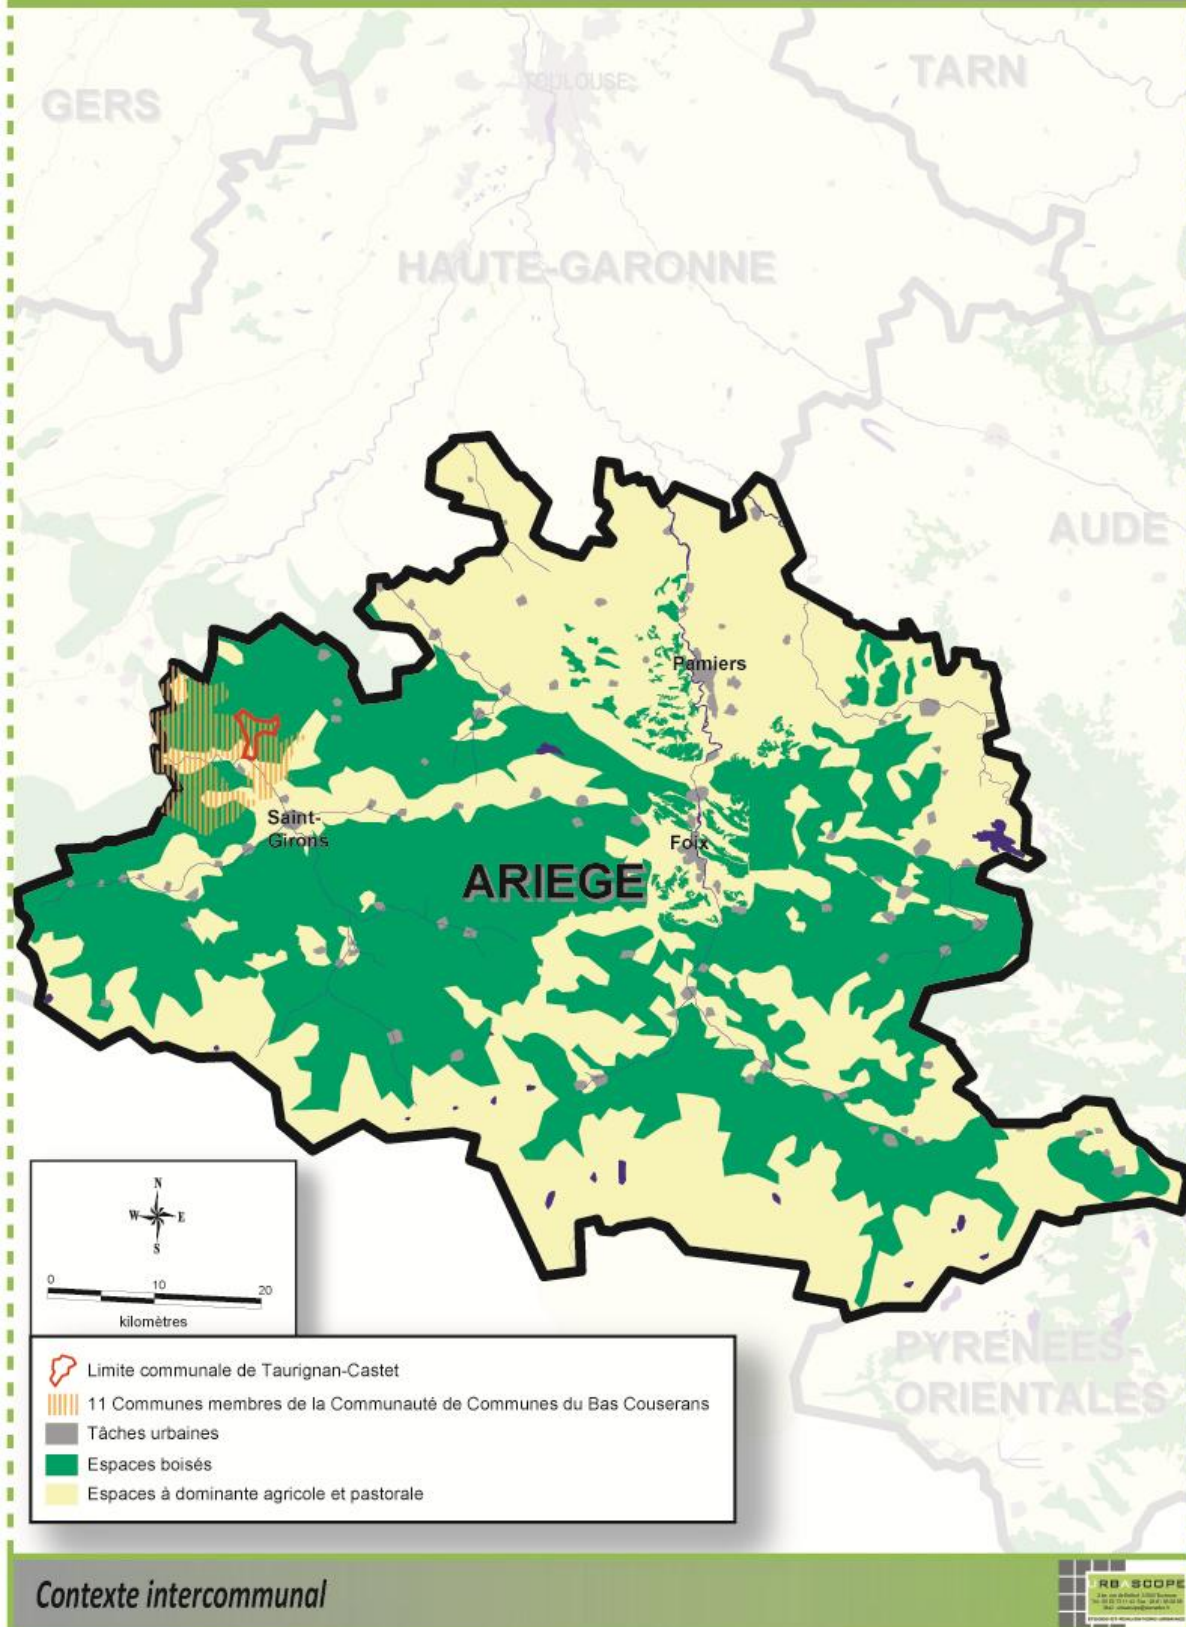 GERS
TOULOUSE
TARN
HAUTE-GARONNE
AUDE
Pamiers
Saint-
Girons
Foix
ARIEGE
N
W E
S
0 10 20
kilomètres
PYRENEES-
ORIENTALES
Limite communale de Taurignan-Castet
11 Communes membres de la Communauté de Communes du Bas Couserans
Tâches urbaines
Espaces boisés
Espaces à dominante agricole et pastorale
Contexte intercommunal
URBASCOPE